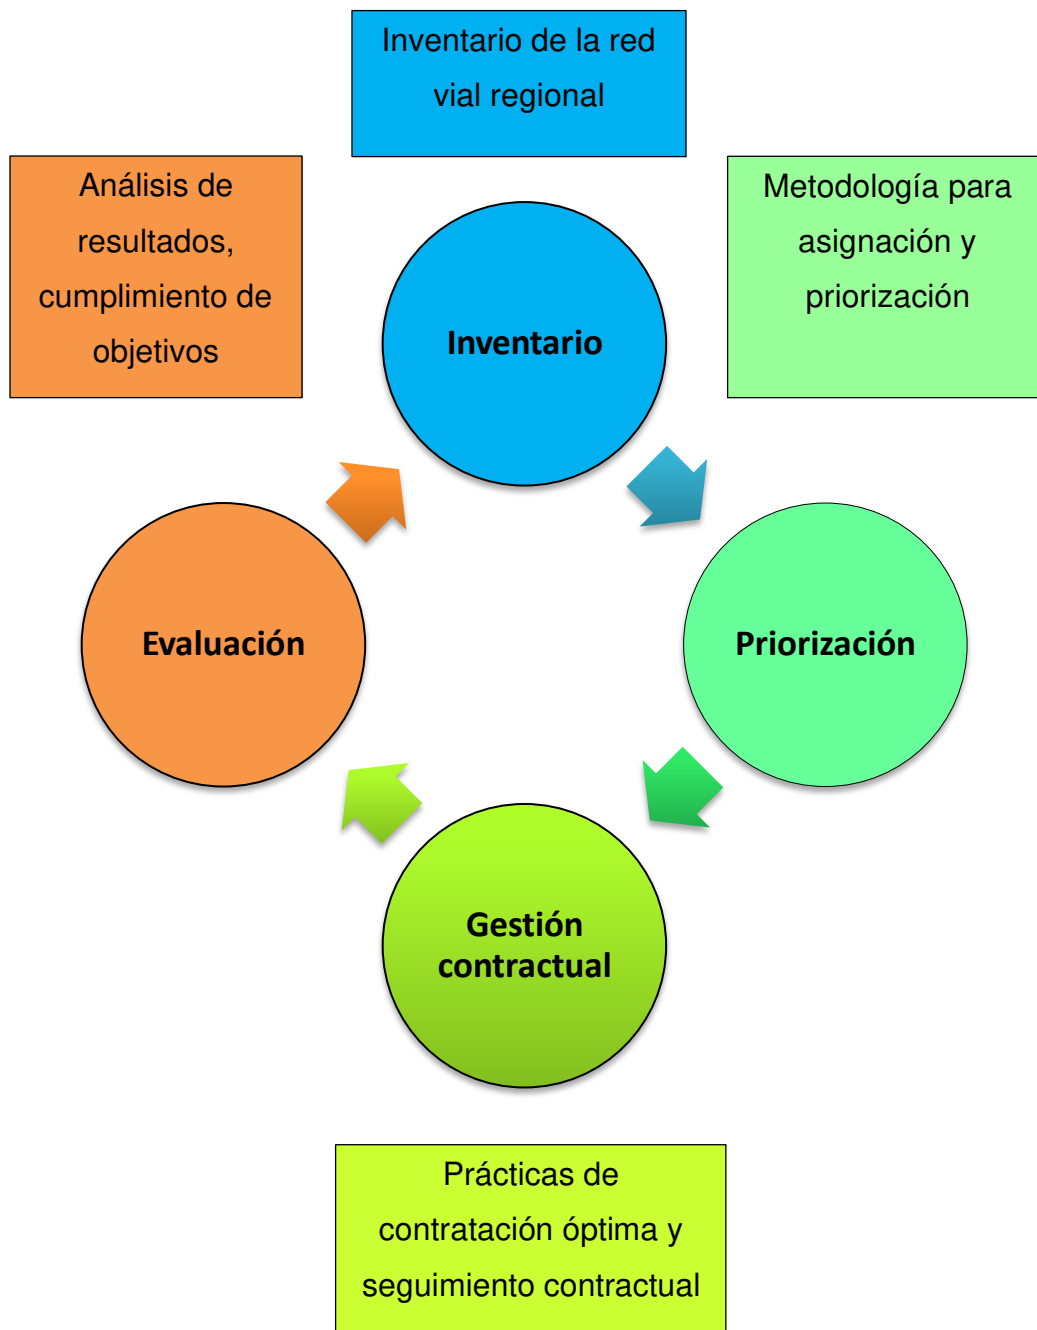 Inventario de la red
vial regional
Análisis de
resultados,
cumplimiento de
objetivos
Metodología para
asignación y
priorización
Inventario
Evaluación
Priorización
Gestión
contractual
Prácticas de
contratación óptima y
seguimiento contractual